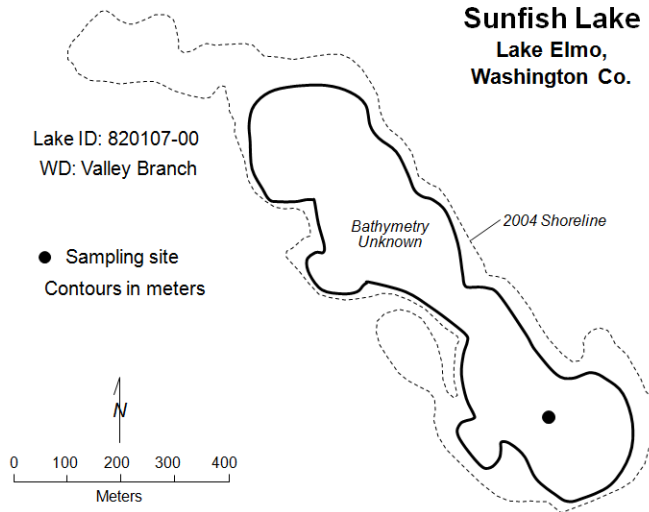 Sunfish Lake
Lake Elmo,
Washington Co.
Lake ID: 820107-00
WD: Valley Branch
2004 Shoreline
Bathymetry
Unknown
Sampling site
Contours in meters
N
0 100 200 300 400
Meters